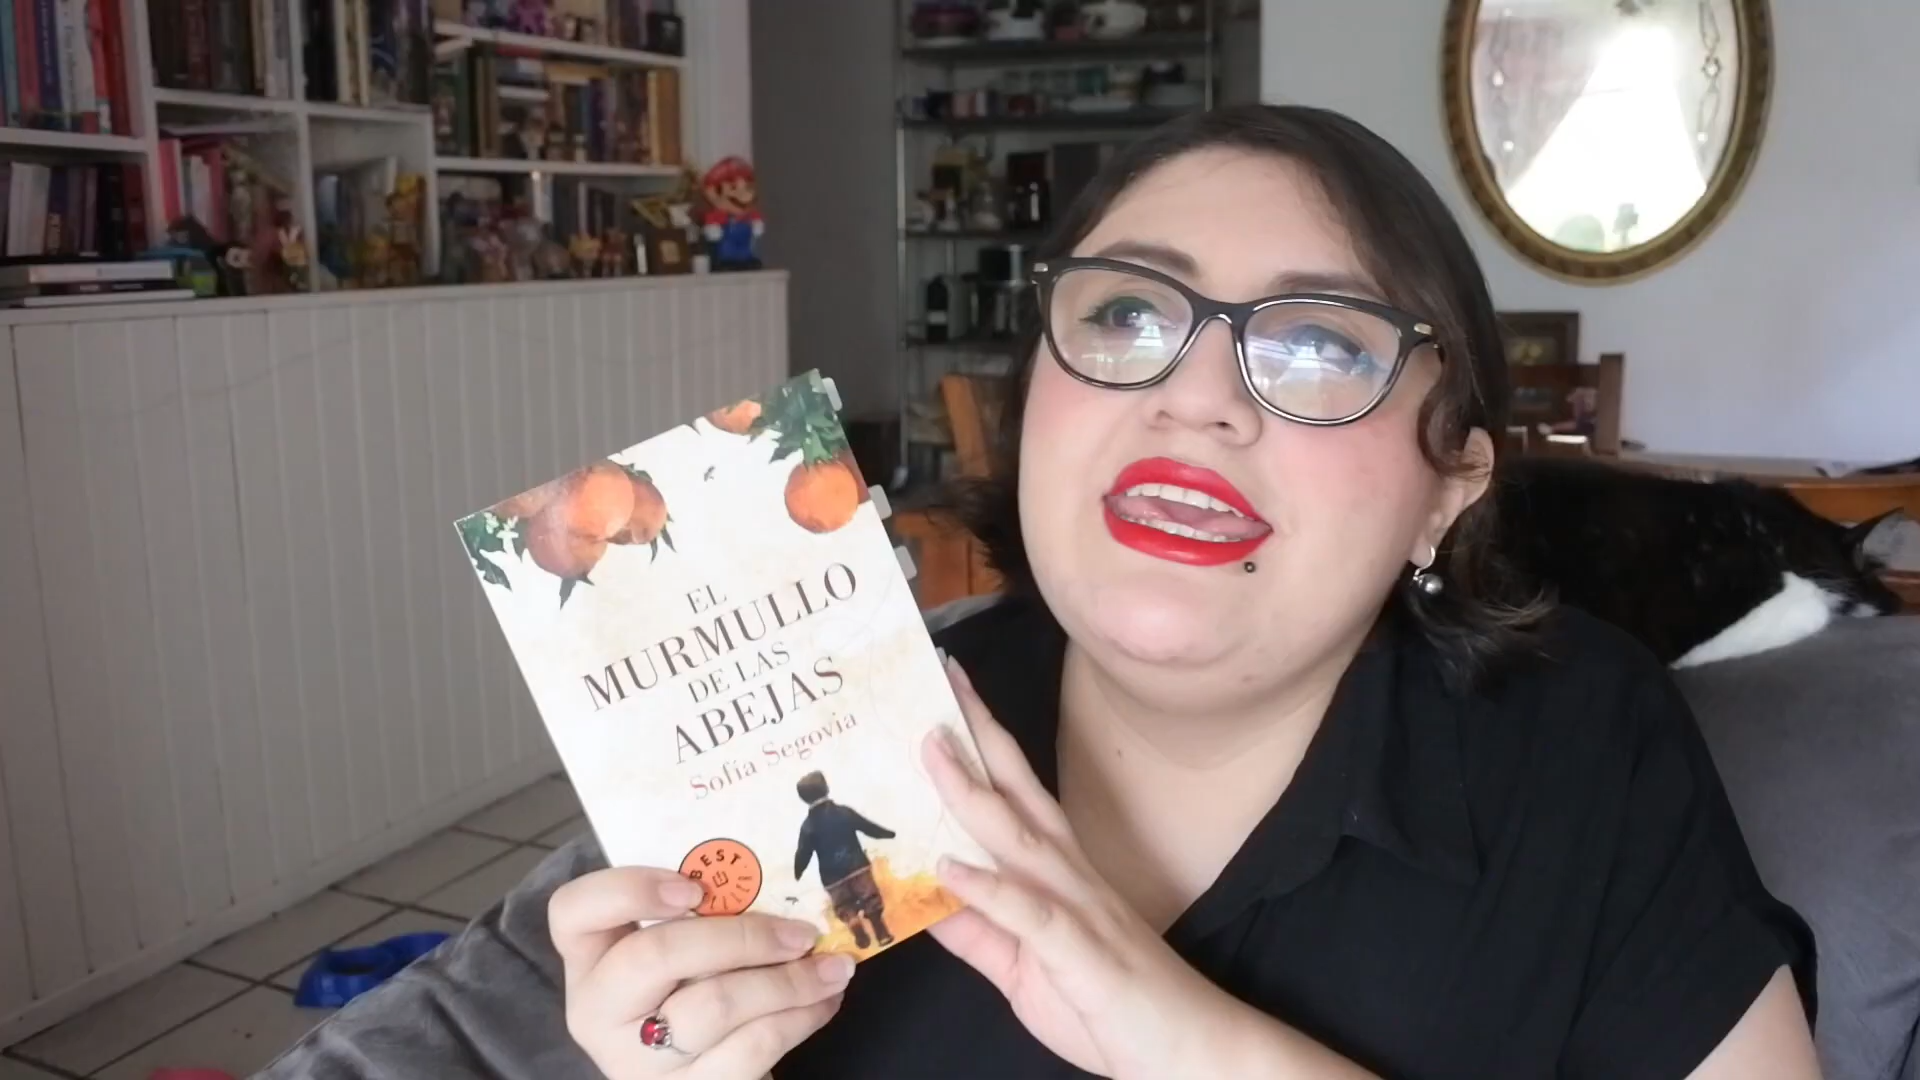 EL
MURMULLO
DE LAS
ABEJAS
Sofía Segovia
BEST